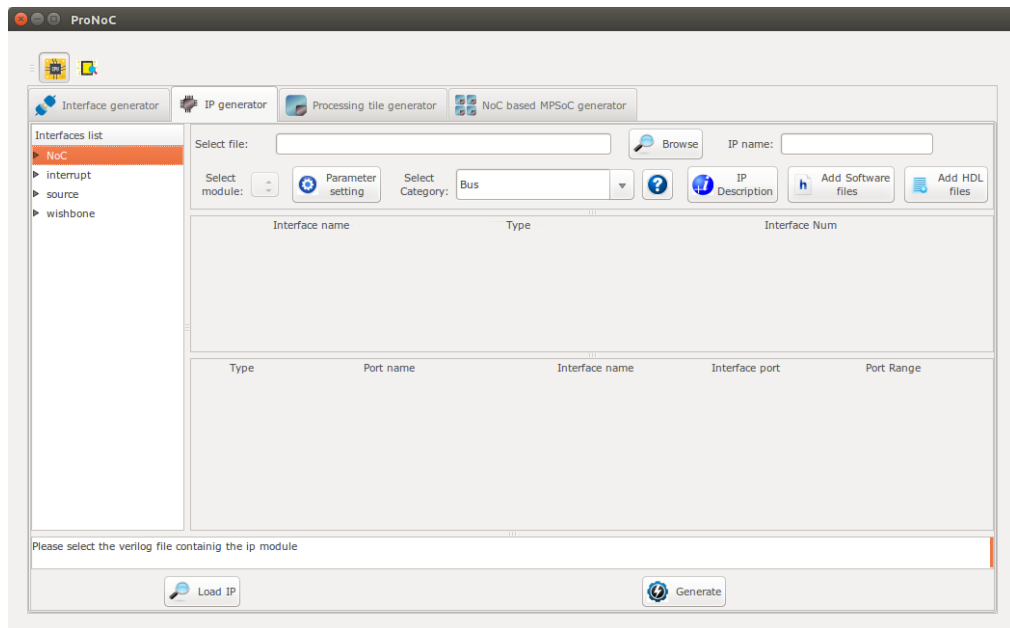 ProNoC
Interface generator
IP generator
Processing tile generator
NoC based MPSoC generator
Interfaces list
NoC
interrupt
source
wishbone
Select file:
Browse
IP name:
Select
module:
Parameter
setting
Select
Category:
Bus
IP
Description
h
Add Software
files
Add HDL
files
Interface name
Type
Interface Num
Type
Port name
Interface name
Interface port
Port Range
Please select the verilog file containig the ip module
Load IP
Generate